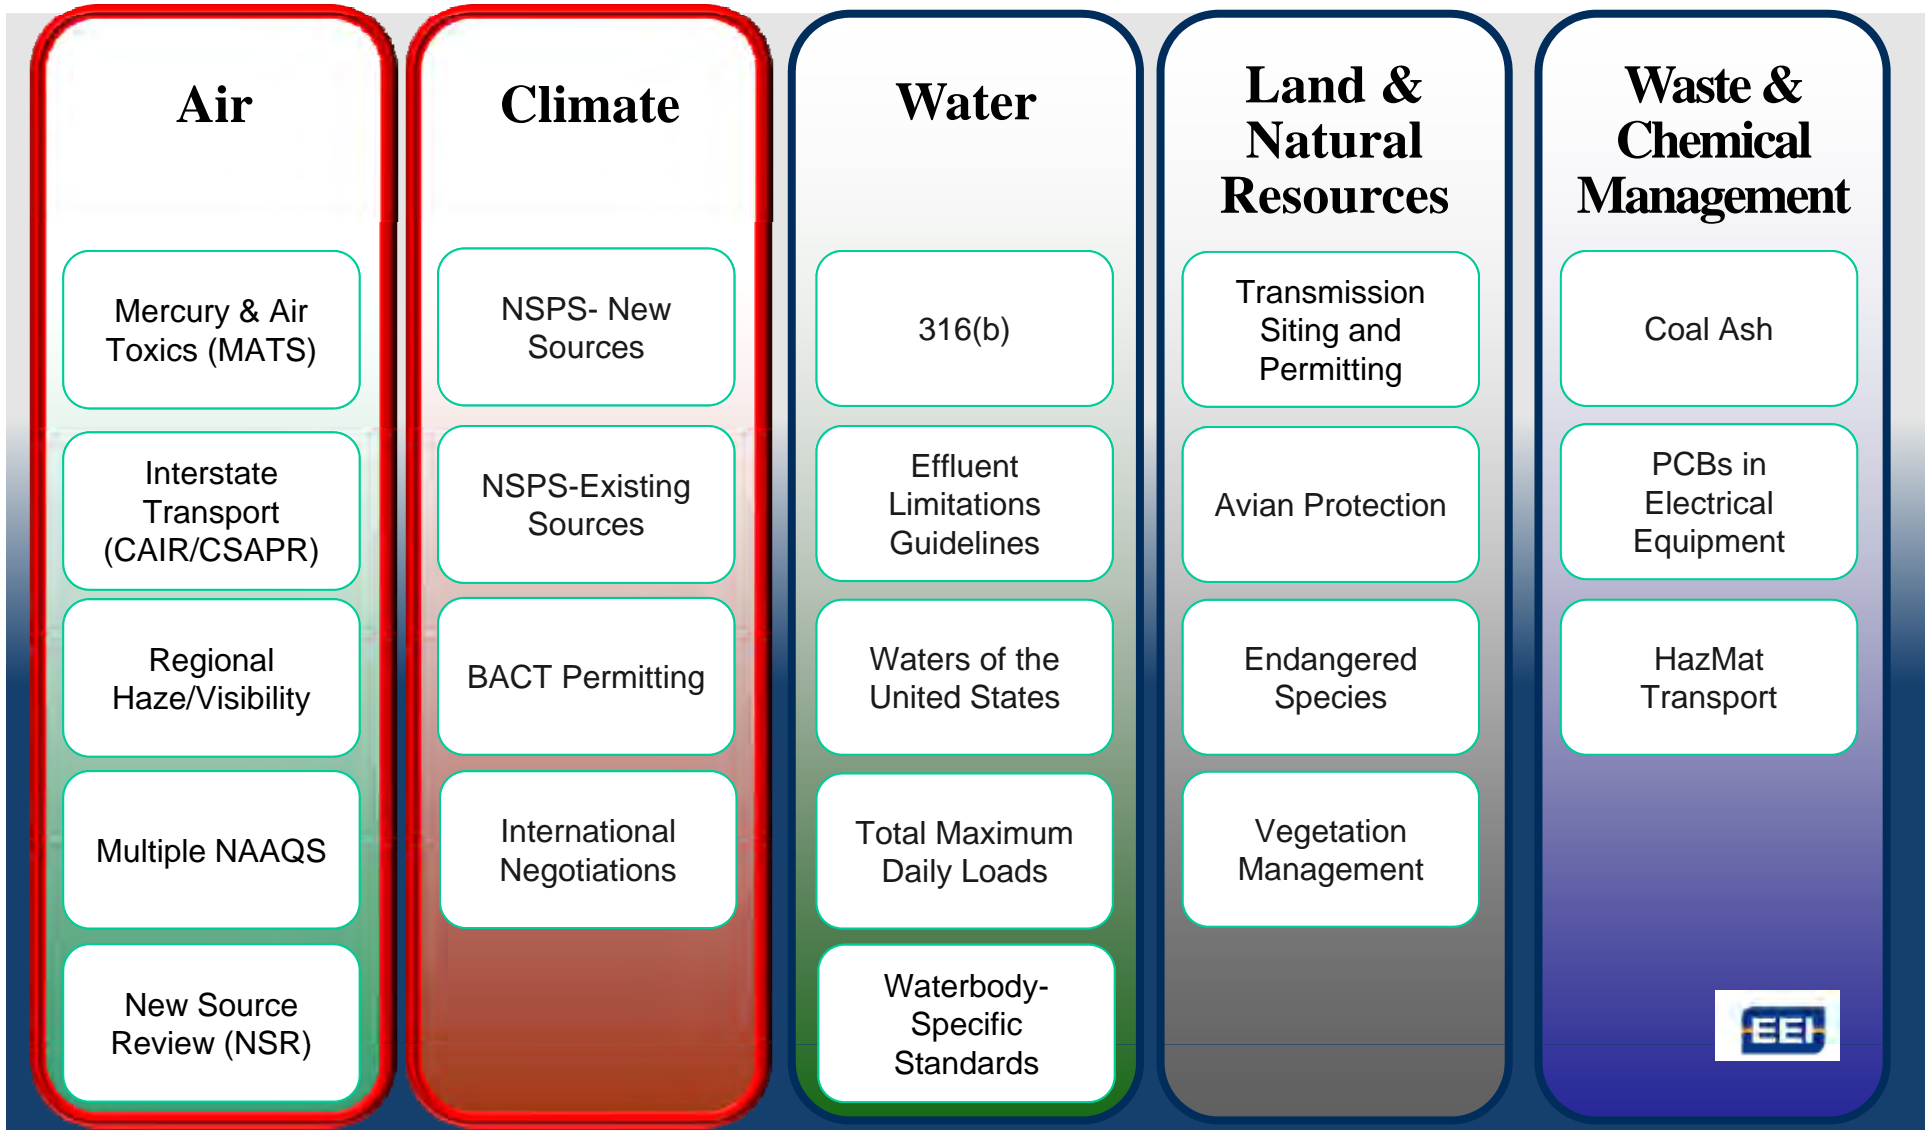 Air
Mercury & Air
Toxics (MATS)
Interstate
Transport
(CAIR/CSAPR)
Regional
Haze/Visibility
Multiple NAAQS
New Source
Review (NSR)
Climate
NSPS- New
Sources
NSPS-Existing
Sources
BACT Permitting
International
Negotiations
Water
316(b)
Effluent
Limitations
Guidelines
Waters of the
United States
Total Maximum
Daily Loads
Waterbody-
Specific
Standards
Land &
Natural
Resources
Transmission
Siting and
Permitting
Avian Protection
Endangered
Species
Vegetation
Management
Waste &
Chemical
Management
Coal Ash
PCBs in
Electrical
Equipment
HazMat
Transport
EEI